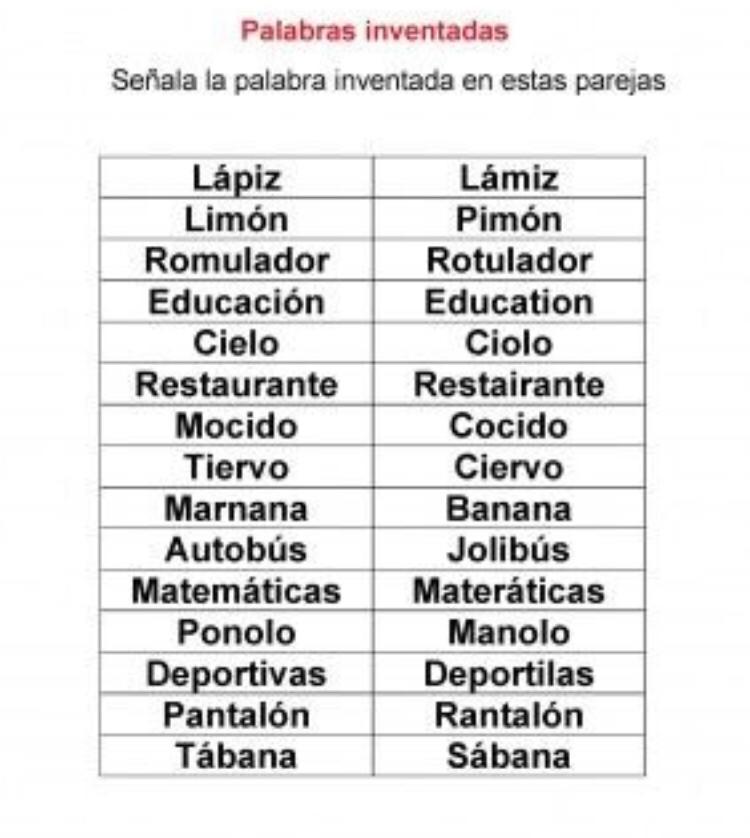 Palabras inventadas
Señala la palabra inventada en estas parejas
Lápiz Lámiz
Limón Pimón
Romulador Rotulador
Educación Education
Cielo Ciolo
Restaurante Restairante
Mocido Cocido
Tiervo Ciervo
Marnana Banana
Autobús Jolibús
Matemáticas Materáticas
Ponolo Manolo
Deportivas Deportilas
Pantalón Rantalón
Tábana Sábana